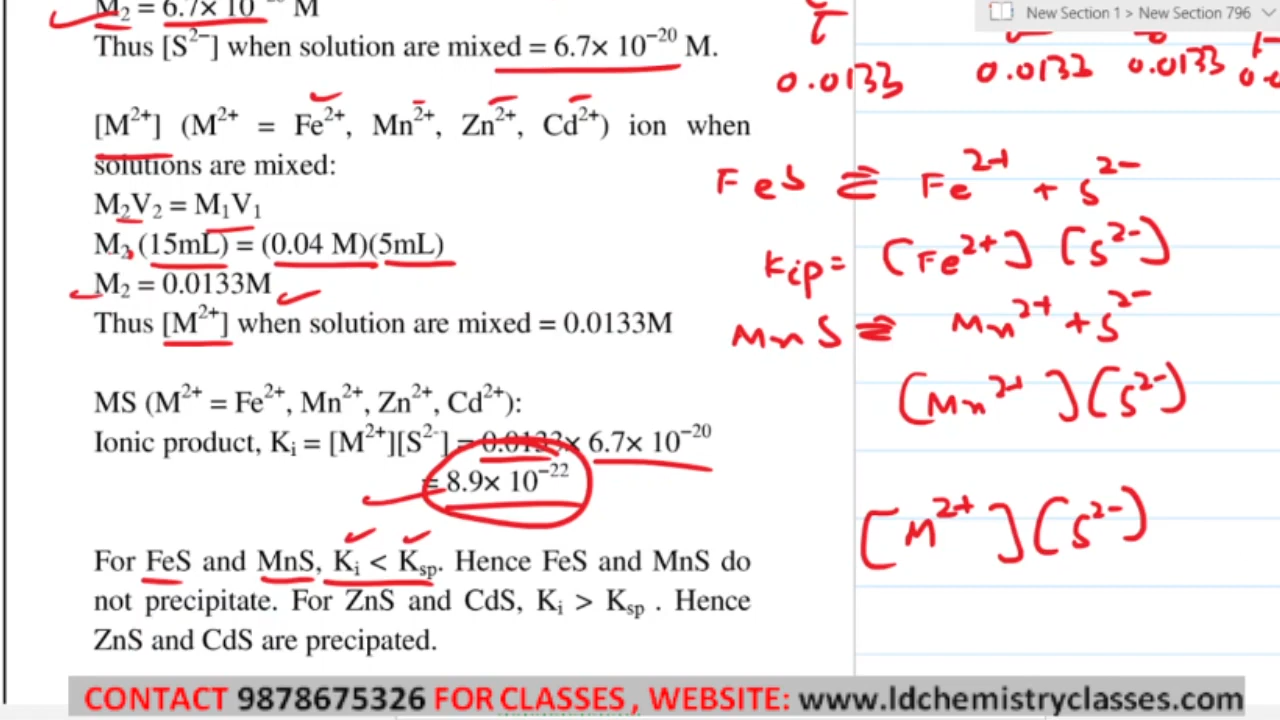 M₂ = 6.7× 10⁻²⁰ M
Thus [S²⁻] when solution are mixed = 6.7× 10⁻²⁰ M.
[M²⁺] (M²⁺ = Fe²⁺, Mn²⁺, Zn²⁺, Cd²⁺) ion when
solutions are mixed:
M₂V₂ = M₁V₁
M₂ (15mL) = (0.04 M)(5mL)
M₂ = 0.0133M
Thus [M²⁺] when solution are mixed = 0.0133M
MS (M²⁺ = Fe²⁺, Mn²⁺, Zn²⁺, Cd²⁺):
Ionic product, Kᵢ = [M²⁺][S²⁻] = 0.0133× 6.7× 10⁻²⁰
= 8.9× 10⁻²²
For FeS and MnS, Kᵢ < Ksp. Hence FeS and MnS do
not precipitate. For ZnS and CdS, Kᵢ > Ksp . Hence
ZnS and CdS are precipated.
New Section 1 > New Section 796
0.0133 0.0133 0.0133
FeS ⇌ Fe²⁺ + S²⁻
Kip = [Fe²⁺] [S²⁻]
MnS ⇌ Mn²⁺ + S²⁻
[Mn²⁺] [S²⁻]
[M²⁺] [S²⁻]
CONTACT 9878675326 FOR CLASSES , WEBSITE: www.ldchemistryclasses.com